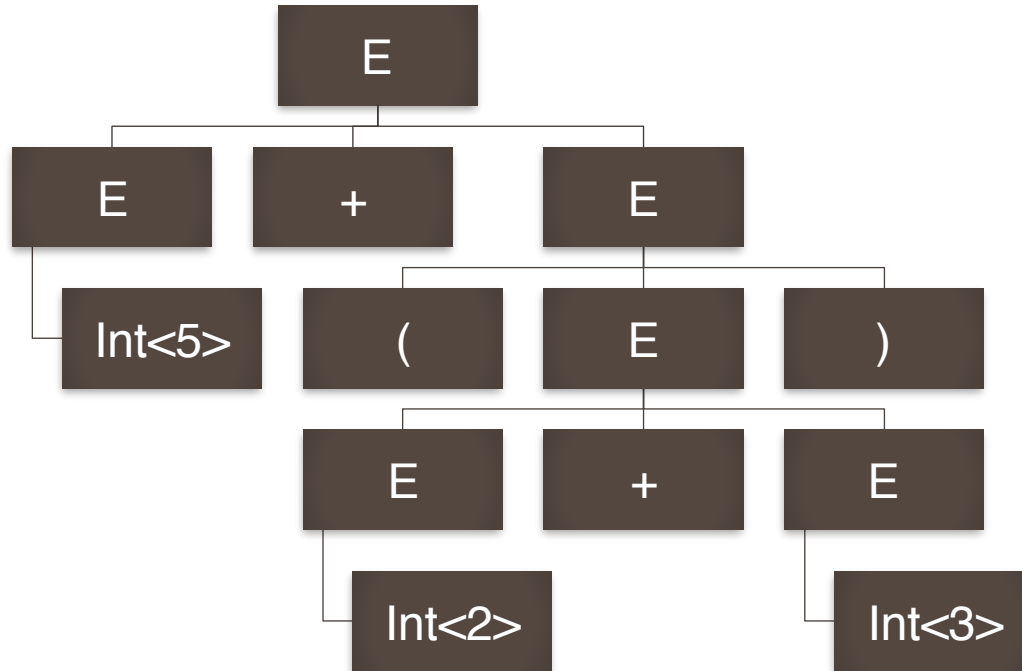 E
E + E
Int<5> ( E )
E + E
Int<2> Int<3>